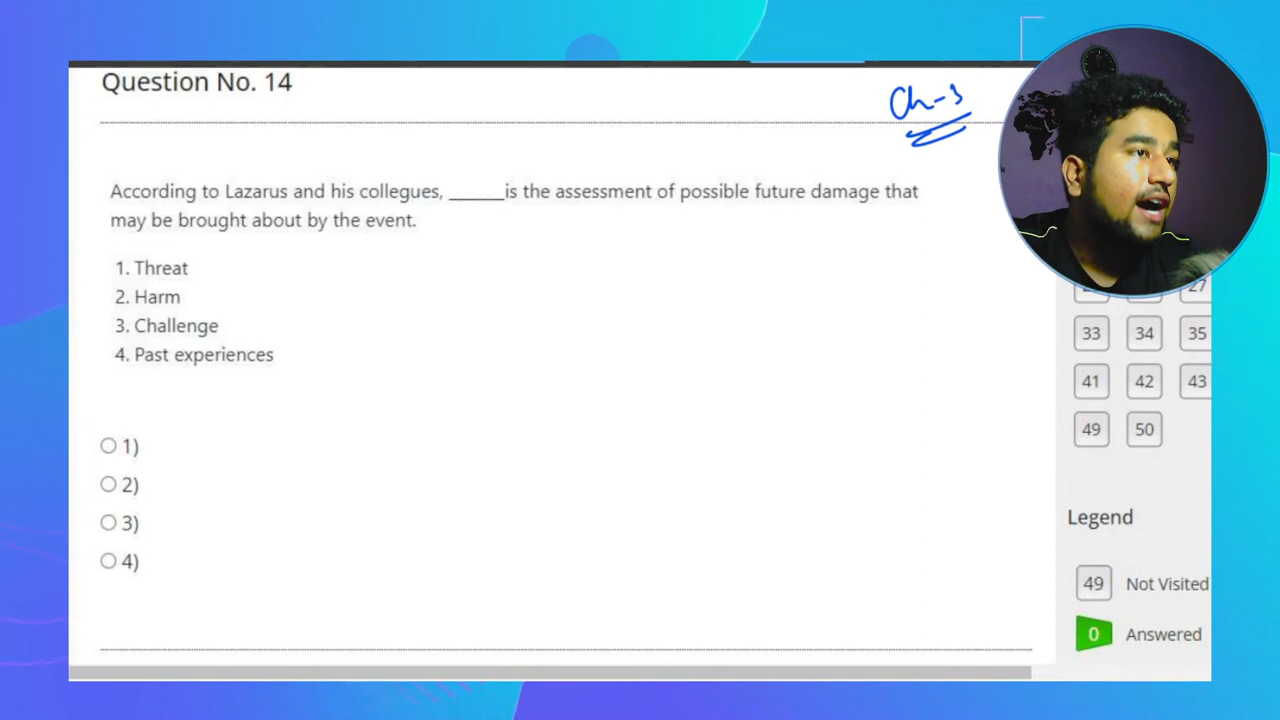 Question No. 14
Ch-3
According to Lazarus and his collegues, ______is the assessment of possible future damage that
may be brought about by the event.
1. Threat
2. Harm
3. Challenge
4. Past experiences
1)
2)
3)
4)
27
33 34 35
41 42 43
49 50
Legend
49 Not Visited
0 Answered